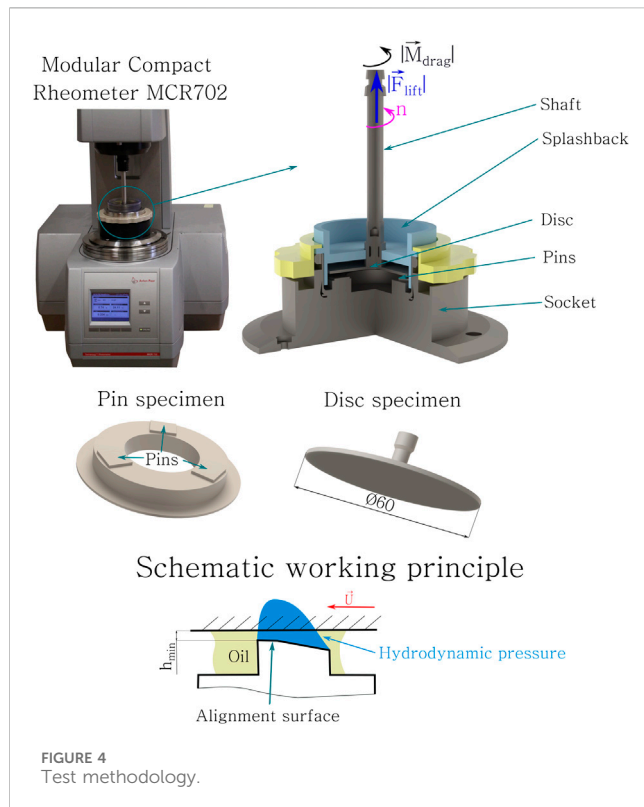 Modular Compact
Rheometer MCR702
|M⃗drag|
|F⃗lift|
n
Shaft
Splashback
Disc
Pins
Socket
Pin specimen
Disc specimen
Pins
Ø60
Schematic working principle
U⃗
hmin
Oil
Hydrodynamic pressure
Alignment surface
FIGURE 4
Test methodology.